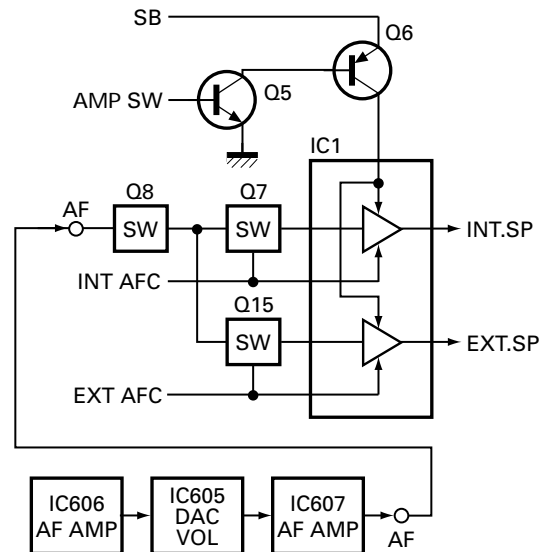 SB
Q6
Q5
AMP SW
IC1
Q8
Q7
AF
SW
SW
INT.SP
INT AFC
Q15
SW
EXT.SP
EXT AFC
IC606
AF AMP
IC605
DAC
VOL
IC607
AF AMP
AF